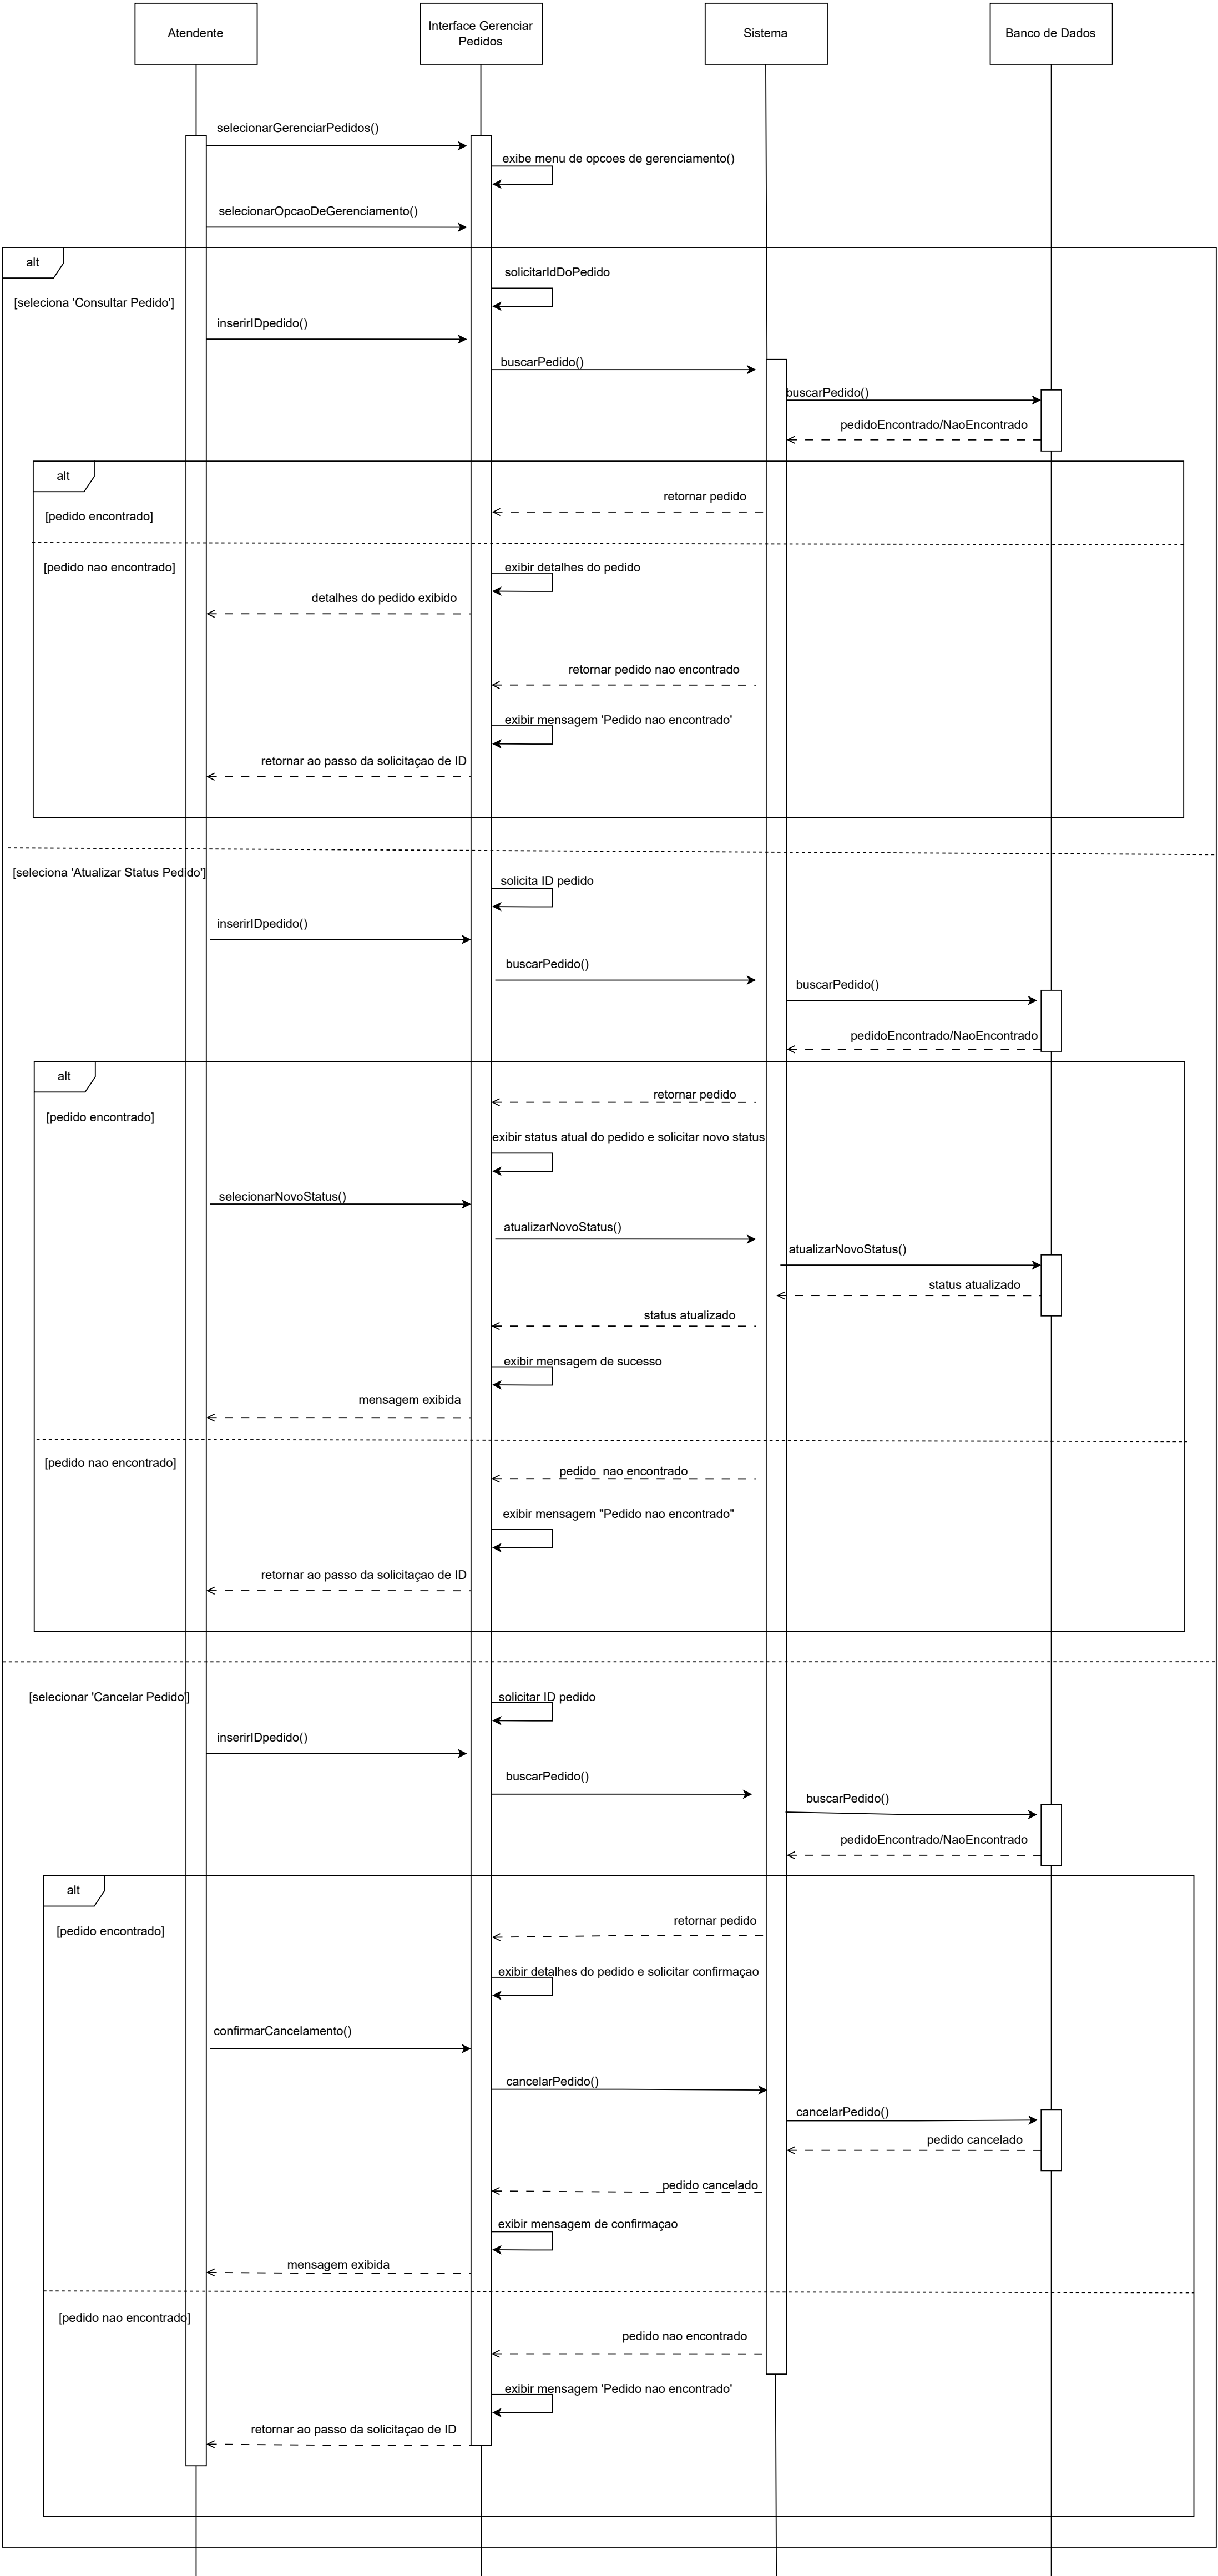 Atendente
Interface Gerenciar
Pedidos
Sistema
Banco de Dados
selecionarGerenciarPedidos()
exibe menu de opcoes de gerenciamento()
selecionarOpcaoDeGerenciamento()
alt
solicitarIdDoPedido
[seleciona 'Consultar Pedido']
inserirIDpedido()
buscarPedido()
buscarPedido()
pedidoEncontrado/NaoEncontrado
alt
retornar pedido
[pedido encontrado]
[pedido nao encontrado]
exibir detalhes do pedido
detalhes do pedido exibido
retornar pedido nao encontrado
exibir mensagem 'Pedido nao encontrado'
retornar ao passo da solicitaçao de ID
[seleciona 'Atualizar Status Pedido']
solicita ID pedido
inserirIDpedido()
buscarPedido()
buscarPedido()
pedidoEncontrado/NaoEncontrado
alt
retornar pedido
[pedido encontrado]
exibir status atual do pedido e solicitar novo status
selecionarNovoStatus()
atualizarNovoStatus()
atualizarNovoStatus()
status atualizado
status atualizado
exibir mensagem de sucesso
mensagem exibida
[pedido nao encontrado]
pedido  nao encontrado
exibir mensagem "Pedido nao encontrado"
retornar ao passo da solicitaçao de ID
[selecionar 'Cancelar Pedido']
solicitar ID pedido
inserirIDpedido()
buscarPedido()
buscarPedido()
pedidoEncontrado/NaoEncontrado
alt
retornar pedido
[pedido encontrado]
exibir detalhes do pedido e solicitar confirmaçao
confirmarCancelamento()
cancelarPedido()
cancelarPedido()
pedido cancelado
pedido cancelado
exibir mensagem de confirmaçao
mensagem exibida
[pedido nao encontrado]
pedido nao encontrado
exibir mensagem 'Pedido nao encontrado'
retornar ao passo da solicitaçao de ID